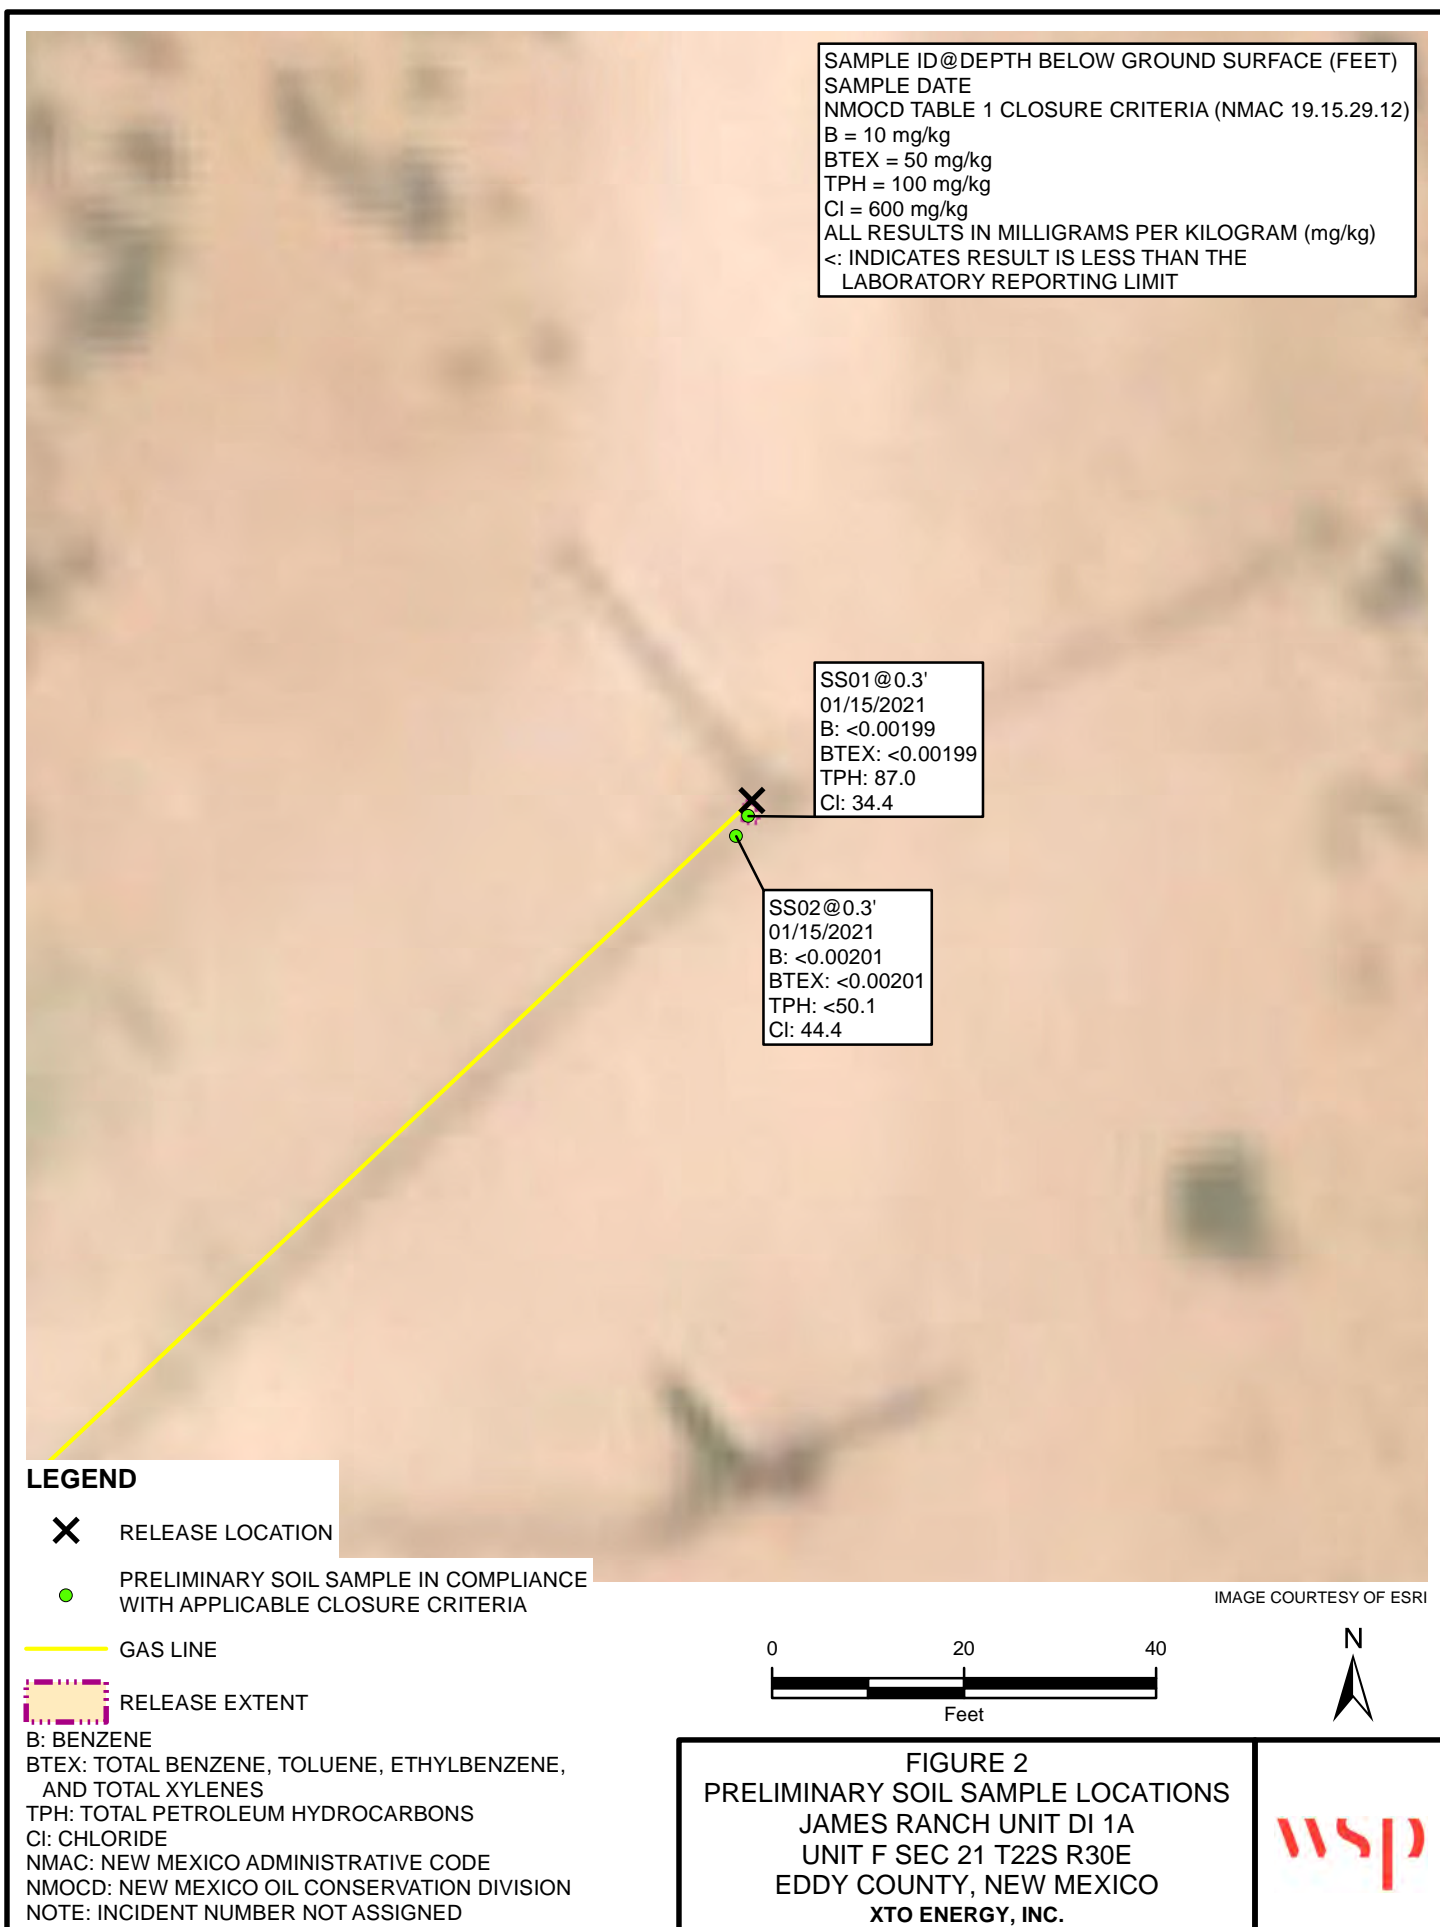 SAMPLE ID@DEPTH BELOW GROUND SURFACE (FEET)
SAMPLE DATE
NMOCD TABLE 1 CLOSURE CRITERIA (NMAC 19.15.29.12)
B = 10 mg/kg
BTEX = 50 mg/kg
TPH = 100 mg/kg
Cl = 600 mg/kg
ALL RESULTS IN MILLIGRAMS PER KILOGRAM (mg/kg)
<: INDICATES RESULT IS LESS THAN THE
LABORATORY REPORTING LIMIT
SS01@0.3'
01/15/2021
B: <0.00199
BTEX: <0.00199
TPH: 87.0
Cl: 34.4
SS02@0.3'
01/15/2021
B: <0.00201
BTEX: <0.00201
TPH: <50.1
Cl: 44.4
LEGEND
RELEASE LOCATION
PRELIMINARY SOIL SAMPLE IN COMPLIANCE
WITH APPLICABLE CLOSURE CRITERIA
GAS LINE
RELEASE EXTENT
B: BENZENE
BTEX: TOTAL BENZENE, TOLUENE, ETHYLBENZENE,
AND TOTAL XYLENES
TPH: TOTAL PETROLEUM HYDROCARBONS
Cl: CHLORIDE
NMAC: NEW MEXICO ADMINISTRATIVE CODE
NMOCD: NEW MEXICO OIL CONSERVATION DIVISION
NOTE: INCIDENT NUMBER NOT ASSIGNED
IMAGE COURTESY OF ESRI
0 20 40
Feet
N
FIGURE 2
PRELIMINARY SOIL SAMPLE LOCATIONS
JAMES RANCH UNIT DI 1A
UNIT F SEC 21 T22S R30E
EDDY COUNTY, NEW MEXICO
XTO ENERGY, INC.
wsp